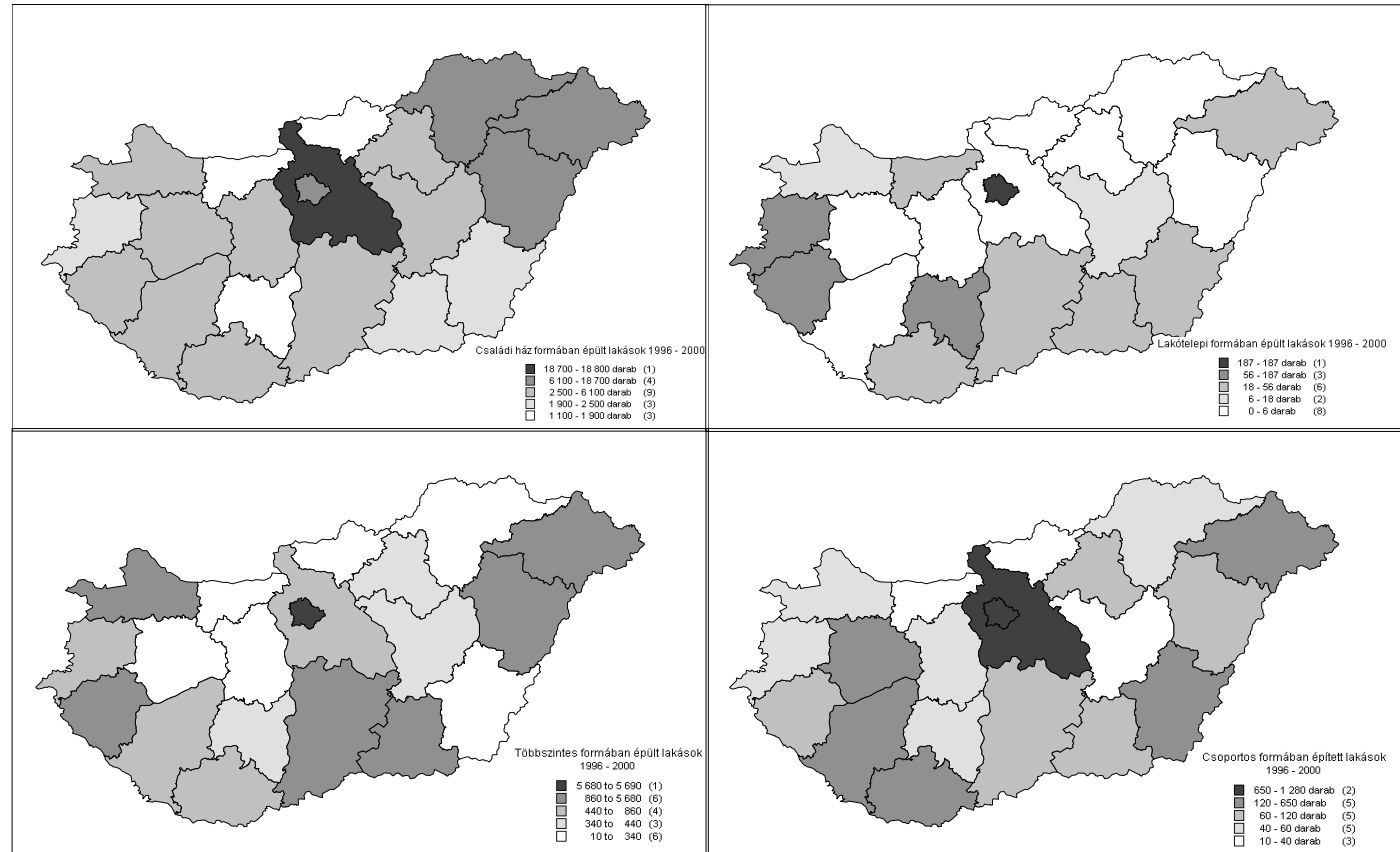 Családi ház formában épült lakások 1996 - 2000
18 700 - 18 800 darab (1)
6 100 - 18 700 darab (4)
2 500 - 6 100 darab (9)
1 900 - 2 500 darab (3)
1 100 - 1 900 darab (3)
Lakótelepi formában épült lakások 1996 - 2000
187 - 187 darab (1)
56 - 187 darab (3)
18 - 56 darab (6)
6 - 18 darab (2)
0 - 6 darab (8)
Többszintes formában épült lakások
1996 - 2000
5 680 to 5 690 (1)
860 to 5 680 (6)
440 to 860 (4)
340 to 440 (3)
10 to 340 (6)
Csoportos formában épített lakások
1996 - 2000
650 - 1 280 darab (2)
120 - 650 darab (5)
60 - 120 darab (5)
40 - 60 darab (5)
10 - 40 darab (3)